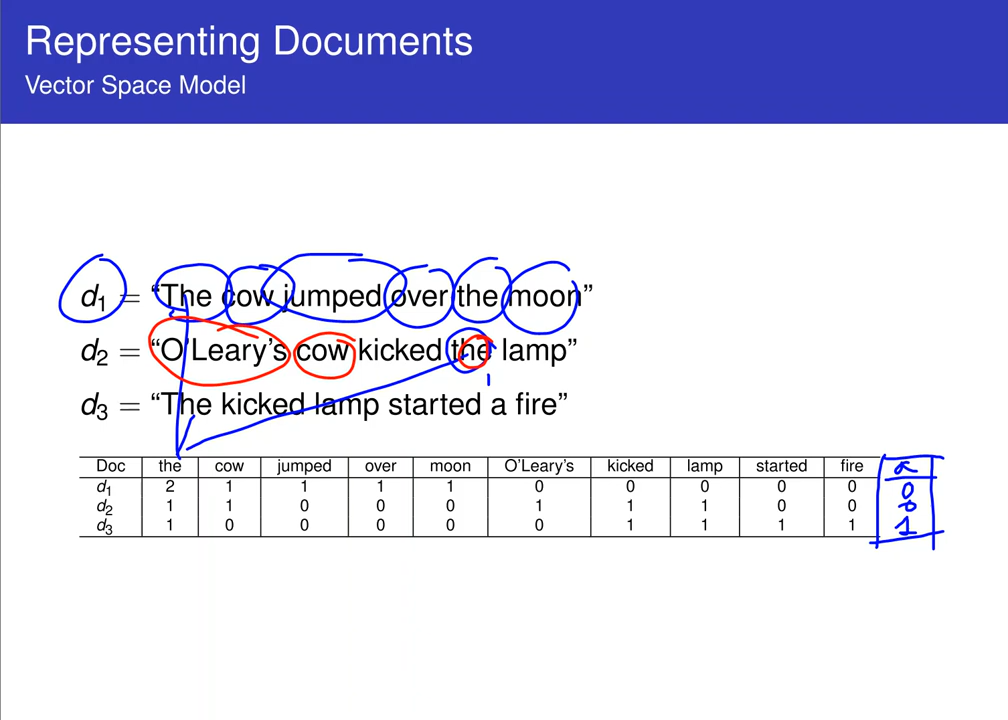 Representing Documents
Vector Space Model
d1 = “The cow jumped over the moon”
d2 = “O’Leary’s cow kicked the lamp”
1
d3 = “The kicked lamp started a fire”
Doc the cow jumped over moon O’Leary’s kicked lamp started fire a
d1 2 1 1 1 1 0 0 0 0 0 0
d2 1 1 0 0 0 1 1 1 0 0 0
d3 1 0 0 0 0 0 1 1 1 1 1